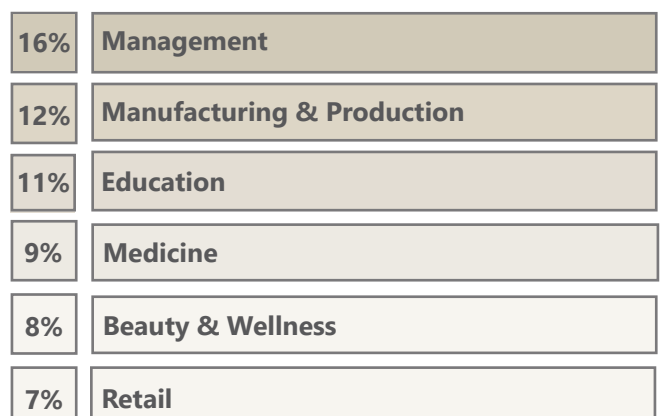 16% Management
12% Manufacturing & Production
11% Education
9% Medicine
8% Beauty & Wellness
7% Retail